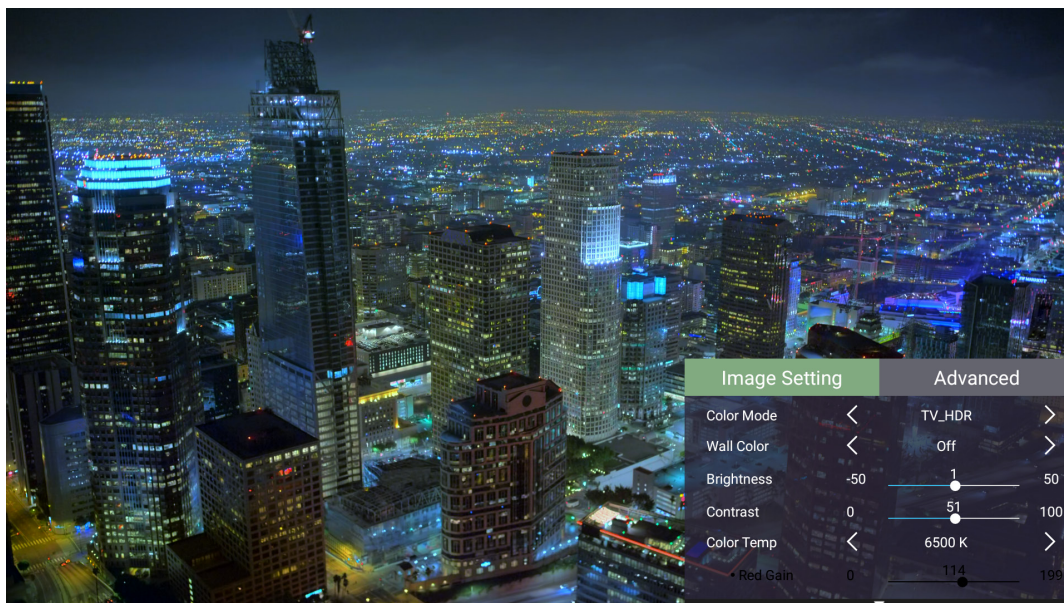 Image Setting Advanced
Color Mode TV_HDR
Wall Color Off
Brightness -50 1 50
Contrast 0 51 100
Color Temp 6500 K
• Red Gain 0 114 199